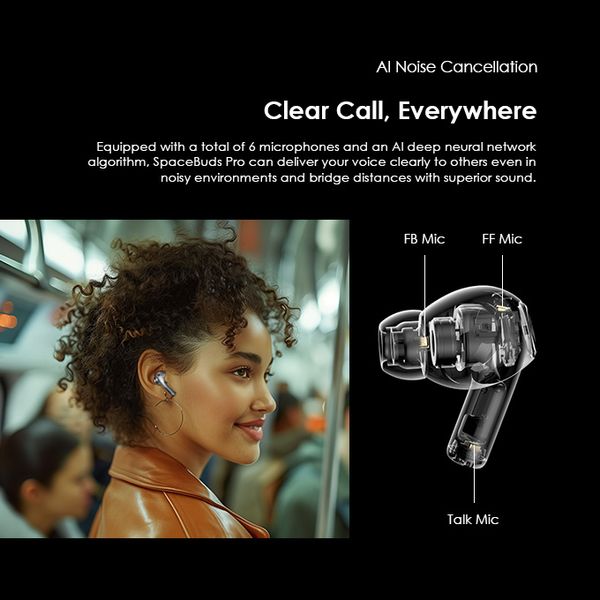 AI Noise Cancellation
Clear Call, Everywhere
Equipped with a total of 6 microphones and an AI deep neural network
algorithm, SpaceBuds Pro can deliver your voice clearly to others even in
noisy environments and bridge distances with superior sound.
FB Mic
FF Mic
Talk Mic